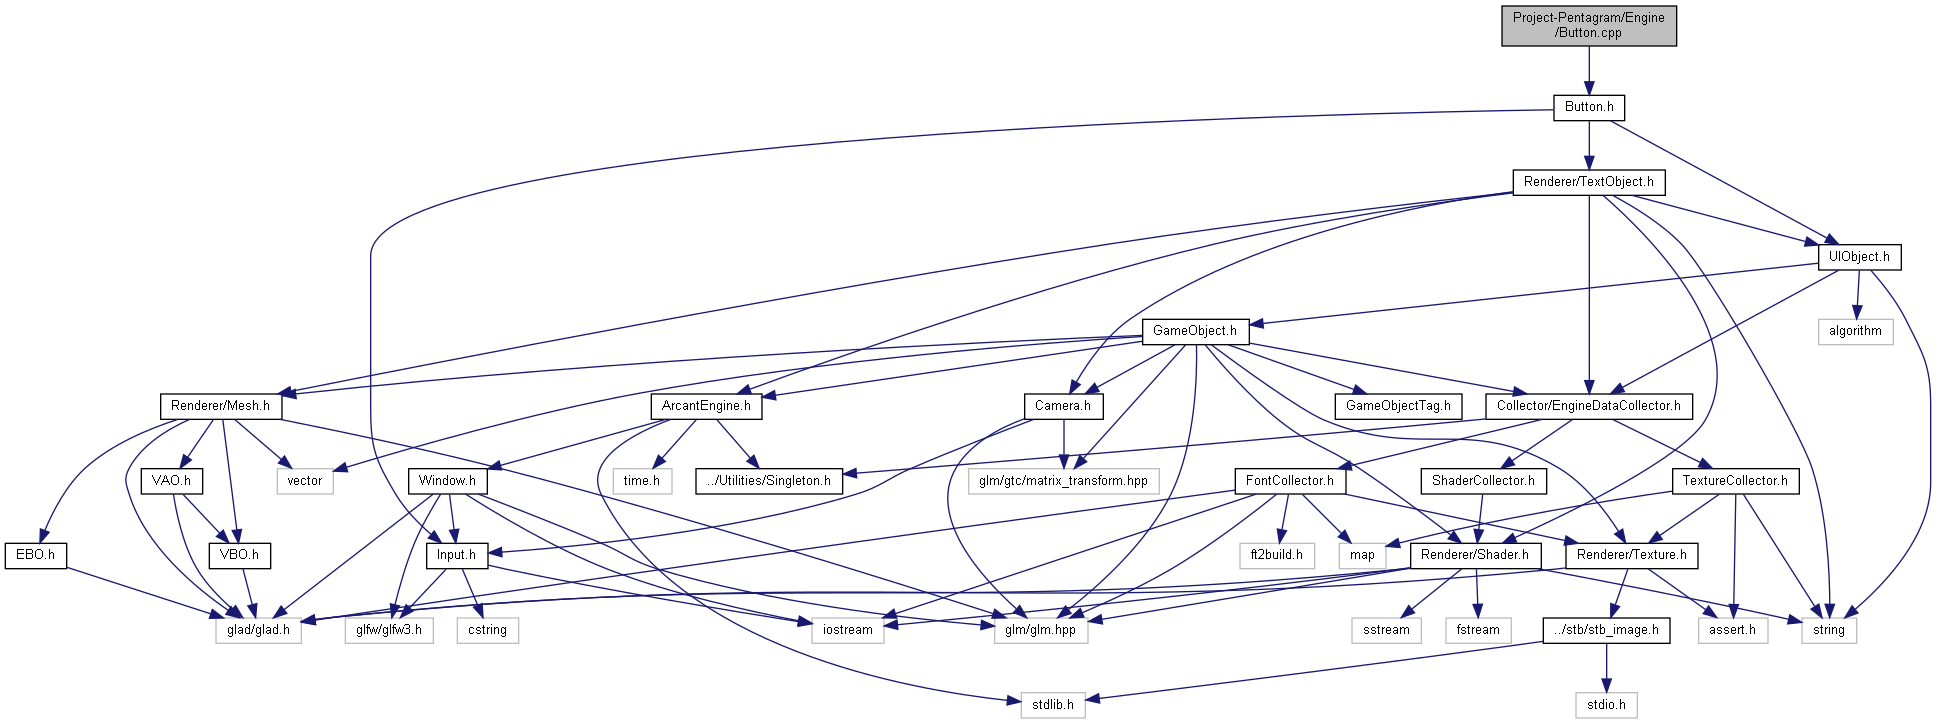 Project-Pentagram/Engine
/Button.cpp
Button.h
Renderer/TextObject.h
UIObject.h
GameObject.h
algorithm
Renderer/Mesh.h
ArcantEngine.h
Camera.h
GameObjectTag.h
Collector/EngineDataCollector.h
VAO.h
vector
Window.h
time.h
../Utilities/Singleton.h
glm/gtc/matrix_transform.hpp
FontCollector.h
ShaderCollector.h
TextureCollector.h
EBO.h
VBO.h
Input.h
ft2build.h
map
Renderer/Shader.h
Renderer/Texture.h
glad/glad.h
glfw/glfw3.h
cstring
iostream
glm/glm.hpp
sstream
fstream
../stb/stb_image.h
assert.h
string
stdlib.h
stdio.h